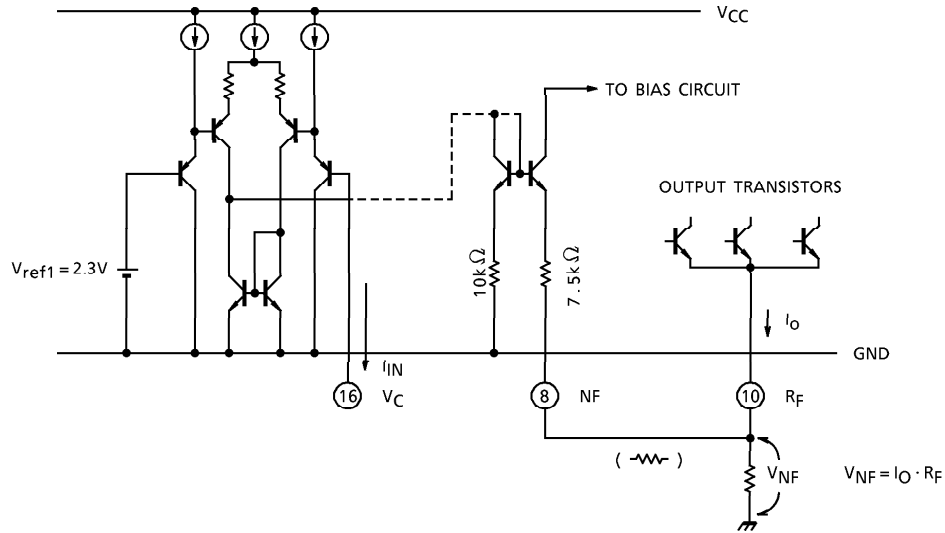 VCC
TO BIAS CIRCUIT
OUTPUT TRANSISTORS
Vref1 = 2.3V
10kΩ
7.5kΩ
IO
GND
IIN
16 VC
8 NF
10 RF
( )
VNF
VNF = IO · RF